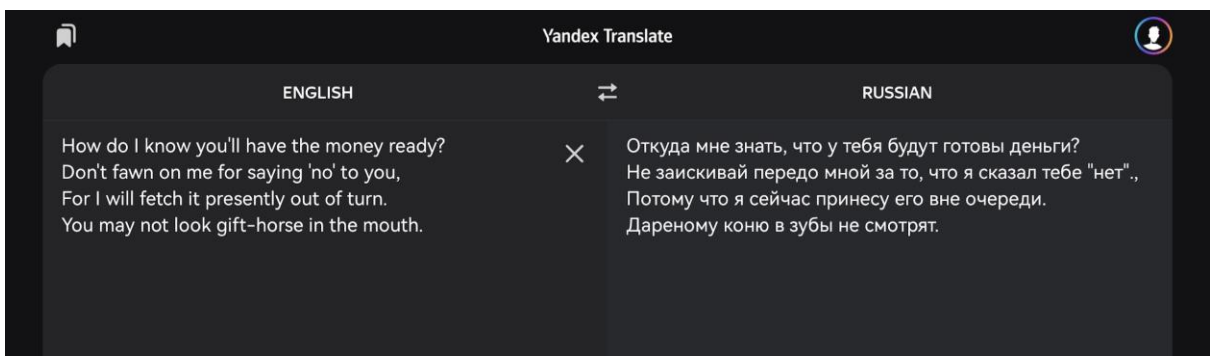 Yandex Translate
ENGLISH
RUSSIAN
How do I know you'll have the money ready?
Don't fawn on me for saying 'no' to you,
For I will fetch it presently out of turn.
You may not look gift-horse in the mouth.
Откуда мне знать, что у тебя будут готовы деньги?
Не заискивай передо мной за то, что я сказал тебе "нет".,
Потому что я сейчас принесу его вне очереди.
Дареному коню в зубы не смотрят.